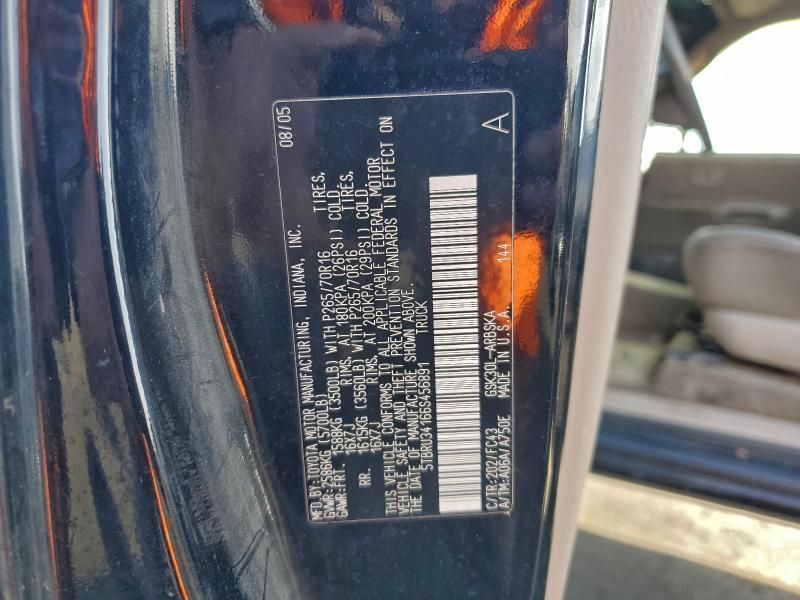 MFD. BY: TOYOTA MOTOR MANUFACTURING, INDIANA, INC. 08/05
GVWR: 2586KG (5700LB)
GAWR: FRT. 1586KG (3500LB) WITH P265/70R16 TIRES,
16X7J RIMS, AT 180KPA (26PSI) COLD.
RR. 1615KG (3560LB) WITH P265/70R16 TIRES,
16X7J RIMS, AT 200KPA (29PSI) COLD.
THIS VEHICLE CONFORMS TO ALL APPLICABLE FEDERAL MOTOR
VEHICLE SAFETY AND THEFT PREVENTION STANDARDS IN EFFECT ON
THE DATE OF MANUFACTURE SHOWN ABOVE.
5TBRU34166S456891 TRUCK
C/TR: 202/FC43 GSK30L-ARBSKA 144 A
A/TM: A06A/A750E MADE IN U.S.A.